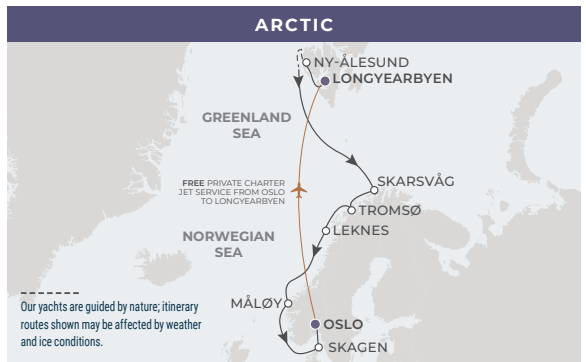 ARCTIC
NY-ÅLESUND
LONGYEARBYEN
GREENLAND
SEA
SKARSVÅG
FREE PRIVATE CHARTER
JET SERVICE FROM OSLO
TO LONGYEARBYEN
TROMSØ
LEKNES
NORWEGIAN
SEA
MÅLØY
OSLO
SKAGEN
Our yachts are guided by nature; itinerary
routes shown may be affected by weather
and ice conditions.